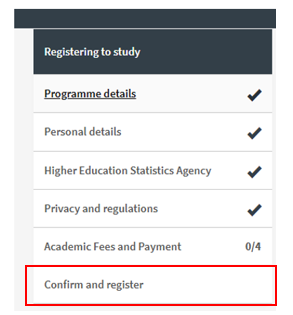 Registering to study
Programme details
Personal details
Higher Education Statistics Agency
Privacy and regulations
Academic Fees and Payment 0/4
Confirm and register